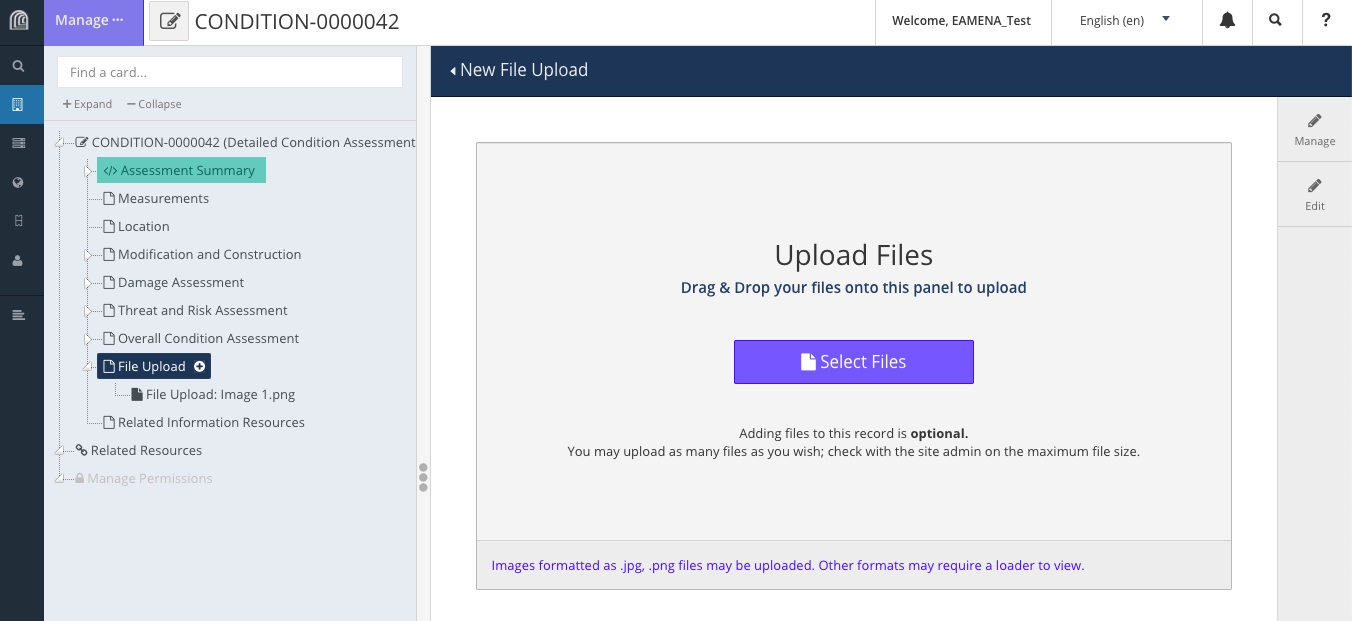 Manage ···
CONDITION-0000042
Welcome, EAMENA_Test
English (en)
?
Find a card...
+ Expand
− Collapse
New File Upload
CONDITION-0000042 (Detailed Condition Assessment
</> Assessment Summary
Measurements
Location
Modification and Construction
Damage Assessment
Threat and Risk Assessment
Overall Condition Assessment
File Upload
File Upload: Image 1.png
Related Information Resources
Related Resources
Manage Permissions
Upload Files
Drag & Drop your files onto this panel to upload
Select Files
Adding files to this record is optional.
You may upload as many files as you wish; check with the site admin on the maximum file size.
Images formatted as .jpg, .png files may be uploaded. Other formats may require a loader to view.
Manage
Edit